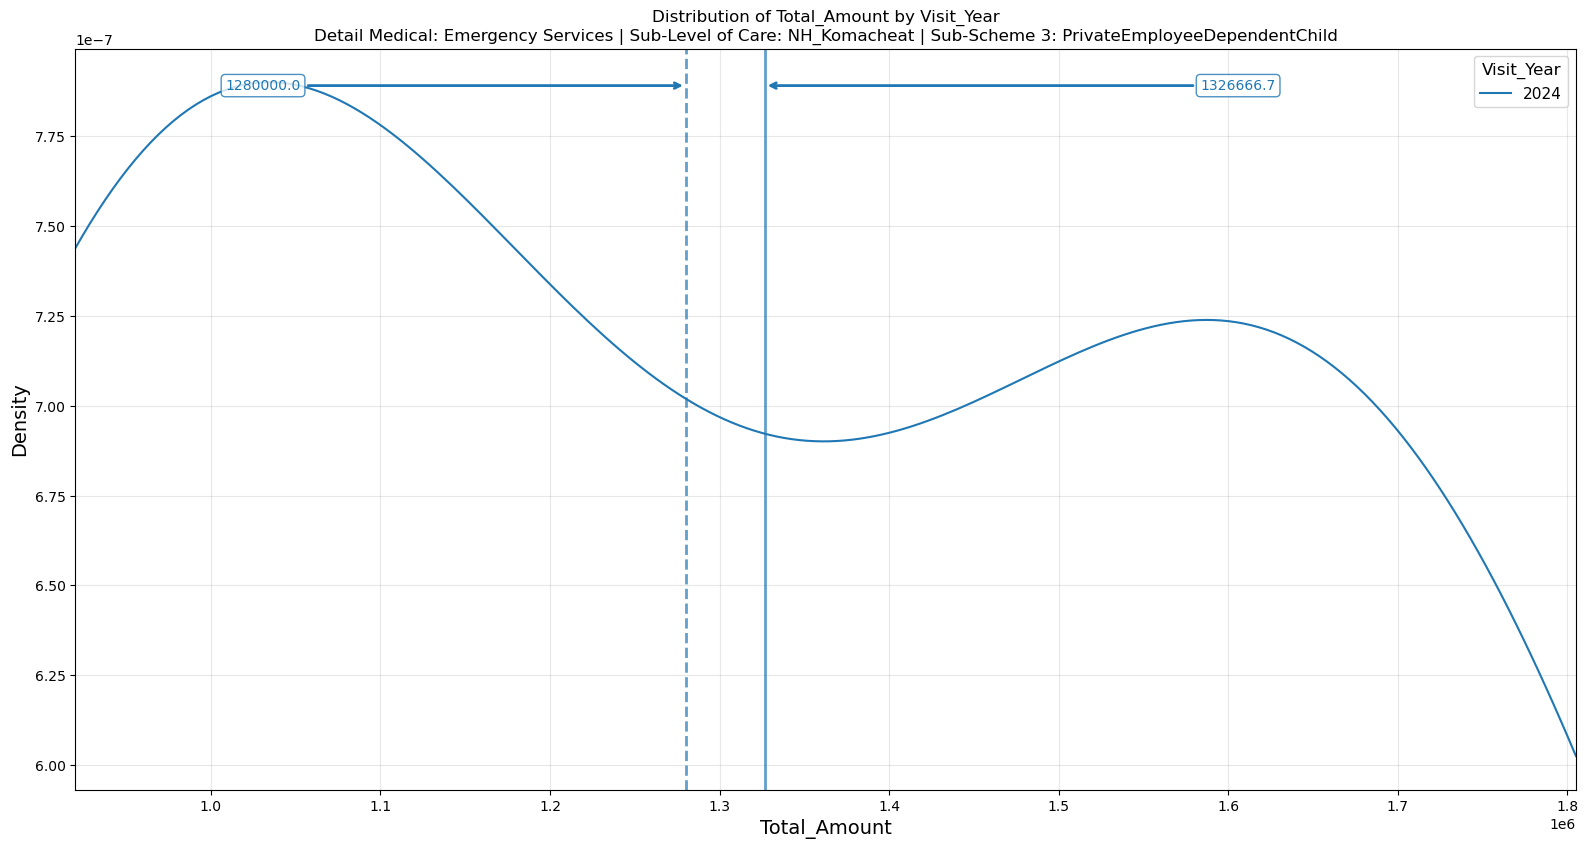 Distribution of Total_Amount by Visit_Year
Detail Medical: Emergency Services | Sub-Level of Care: NH_Komacheat | Sub-Scheme 3: PrivateEmployeeDependentChild
1e−7
1280000.0
1326666.7
Visit_Year
2024
7.75
7.50
7.25
7.00
6.75
6.50
6.25
6.00
Density
1.0 1.1 1.2 1.3 1.4 1.5 1.6 1.7 1.8
1e6
Total_Amount